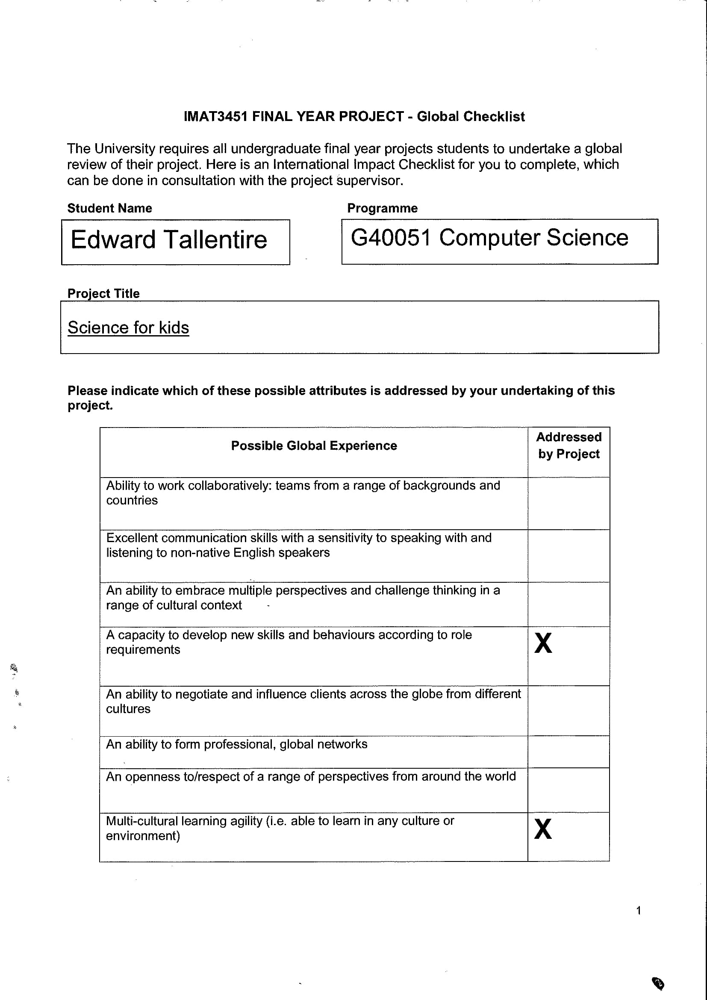 IMAT3451 FINAL YEAR PROJECT - Global Checklist
The University requires all undergraduate final year projects students to undertake a global
review of their project. Here is an International Impact Checklist for you to complete, which
can be done in consultation with the project supervisor.
Student Name
Programme
Edward Tallentire
G40051 Computer Science
Project Title
Science for kids
Please indicate which of these possible attributes is addressed by your undertaking of this
project.
Possible Global Experience
Addressed
by Project
Ability to work collaboratively: teams from a range of backgrounds and
countries
Excellent communication skills with a sensitivity to speaking with and
listening to non-native English speakers
An ability to embrace multiple perspectives and challenge thinking in a
range of cultural context
A capacity to develop new skills and behaviours according to role
requirements
X
An ability to negotiate and influence clients across the globe from different
cultures
An ability to form professional, global networks
An openness to/respect of a range of perspectives from around the world
Multi-cultural learning agility (i.e. able to learn in any culture or
environment)
X
1